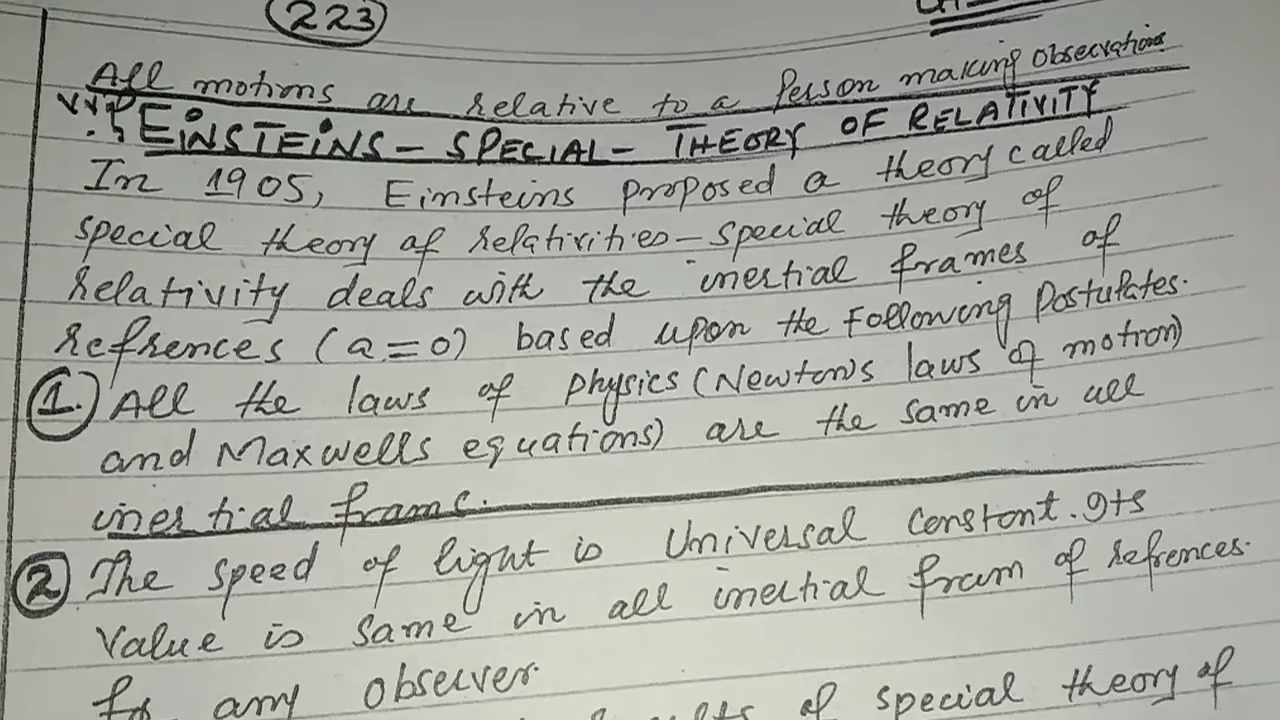 223
All motions are relative to a Person making observations
VVP EINSTEINS - SPECIAL - THEORY OF RELATIVITY
In 1905, Einsteins proposed a theory called
special theory of relativities - special theory of
relativity deals with the inertial frames of
refrences (a=0) based upon the Following Postulates.
1. All the laws of physics (Newton's laws of motion)
and Maxwells equations) are the same in all
inertial frame.
2 The speed of light is Universal constant. Its
value is same in all inertial fram of refrences.
for any observer.
of special theory of